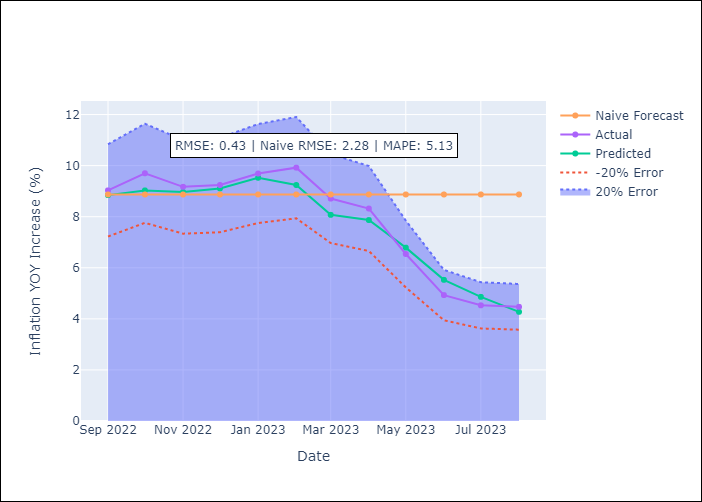 RMSE: 0.43 | Naive RMSE: 2.28 | MAPE: 5.13
Naive Forecast
Actual
Predicted
-20% Error
20% Error
Inflation YOY Increase (%)
12
10
8
6
4
2
0
Sep 2022
Nov 2022
Jan 2023
Mar 2023
May 2023
Jul 2023
Date